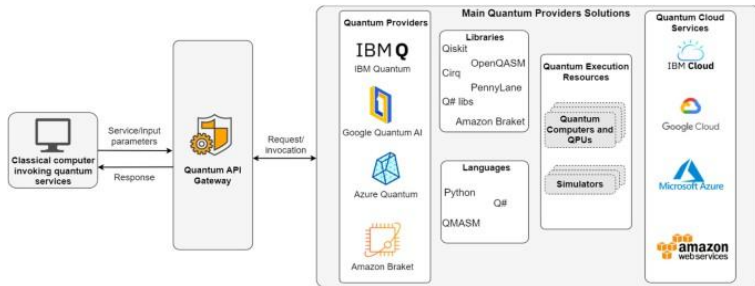 Main Quantum Providers Solutions
Classical computer
invoking quantum
services
Service/input
parameters
Response
Quantum API
Gateway
Request/
invocation
Quantum Providers
IBM Q
IBM Quantum
Google Quantum AI
Azure Quantum
Amazon Braket
Libraries
Qiskit
OpenQASM
Cirq
PennyLane
Q# libs
Amazon Braket
Languages
Python
Q#
QMASM
Quantum Execution
Resources
Quantum
Computers and
QPUs
Simulators
Quantum Cloud
Services
IBM Cloud
Google Cloud
Microsoft Azure
amazon
webservices